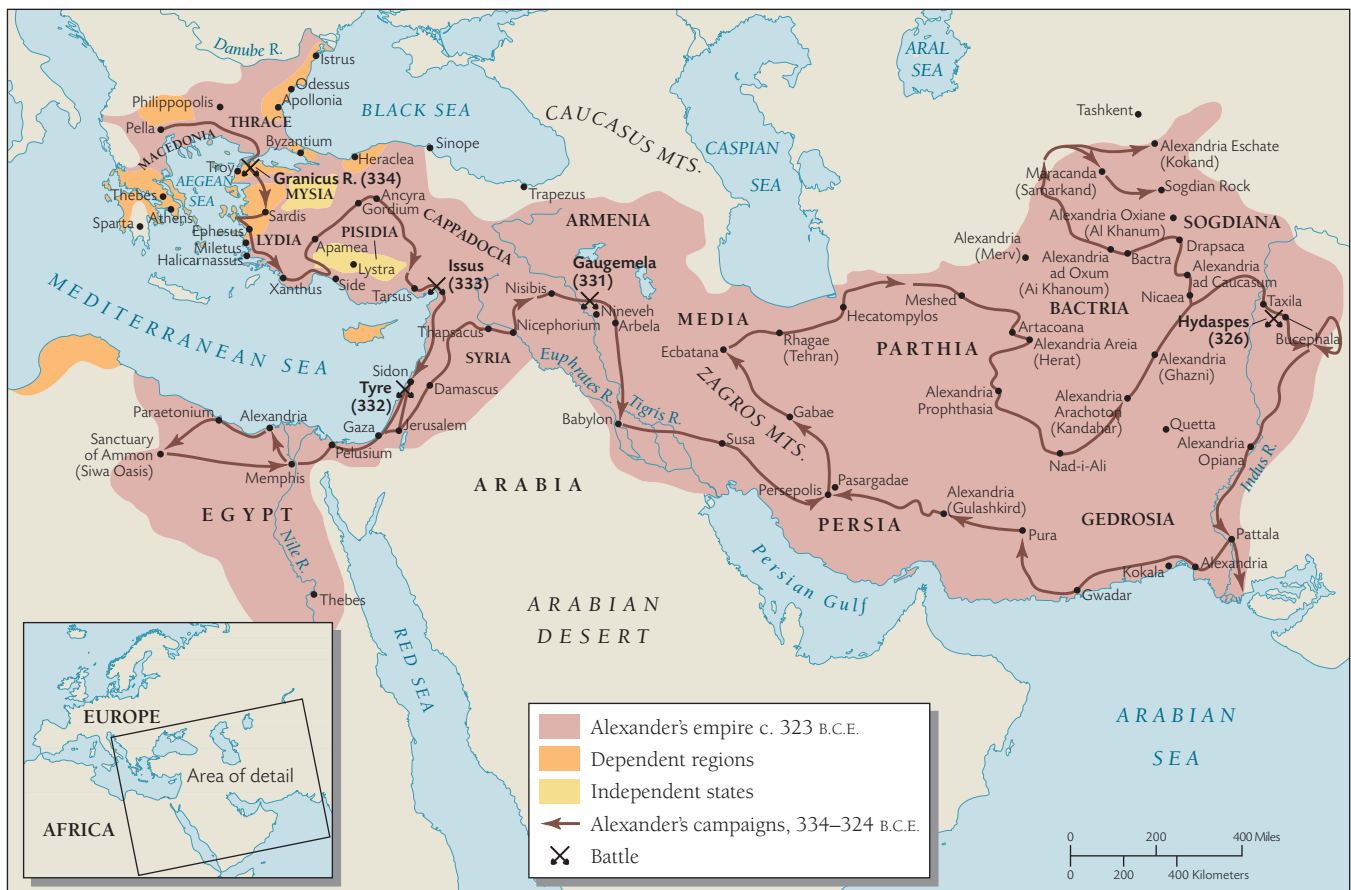 Danube R.
Istrus
Odessus
Apollonia
Philippopolis
THRACE
Pella
MACEDONIA
Byzantium
BLACK SEA
Heraclea
Sinope
Trapezus
CAUCASUS MTS.
CASPIAN
SEA
ARAL
SEA
Tashkent
Troy
Granicus R. (334)
MYSIA
AEGEAN
SEA
Thebes
Athens
Sparta
Sardis
Ephesus
Miletus
Halicarnassus
LYDIA
PISIDIA
Apamea
Lystra
Ancyra
Gordium
CAPPADOCIA
ARMENIA
Xanthus
Side
Tarsus
Issus
(333)
Gaugemela
(331)
Nisibis
Nineveh
Arbela
Nicephorium
Thapsacus
SYRIA
MEDITERRANEAN SEA
Sidon
Tyre
(332)
Damascus
Gaza
Jerusalem
Pelusium
Paraetonium
Alexandria
Sanctuary
of Ammon
(Siwa Oasis)
Memphis
EGYPT
Nile R.
Thebes
RED SEA
Euphrates R.
Tigris R.
Babylon
Susa
MEDIA
Ecbatana
Rhagae
(Tehran)
ZAGROS MTS.
Gabae
Persepolis
Pasargadae
PERSIA
Persian Gulf
ARABIA
ARABIAN
DESERT
Hecatompylos
PARTHIA
Meshed
Artacoana
Alexandria Areia
(Herat)
Alexandria
Prophthasia
Nad-i-Ali
Alexandria
Arachoton
(Kandahar)
Alexandria
(Ghazni)
Alexandria
(Merv)
Maracanda
(Samarkand)
Alexandria Eschate
(Kokand)
Sogdian Rock
Alexandria Oxiane
(Al Khanum)
SOGDIANA
Drapsaca
Alexandria
ad Oxum
(Ai Khanoum)
Bactra
BACTRIA
Alexandria
ad Caucasum
Nicaea
Taxila
Hydaspes
(326)
Bucephala
Quetta
Alexandria
Opiana
Indus R.
Pattala
Alexandria
Kokala
GEDROSIA
Gwadar
Pura
Alexandria
(Gulashkird)
ARABIAN
SEA
EUROPE
Area of detail
AFRICA
Alexander's empire c. 323 B.C.E.
Dependent regions
Independent states
Alexander's campaigns, 334–324 B.C.E.
Battle
0 200 400 Miles
0 200 400 Kilometers